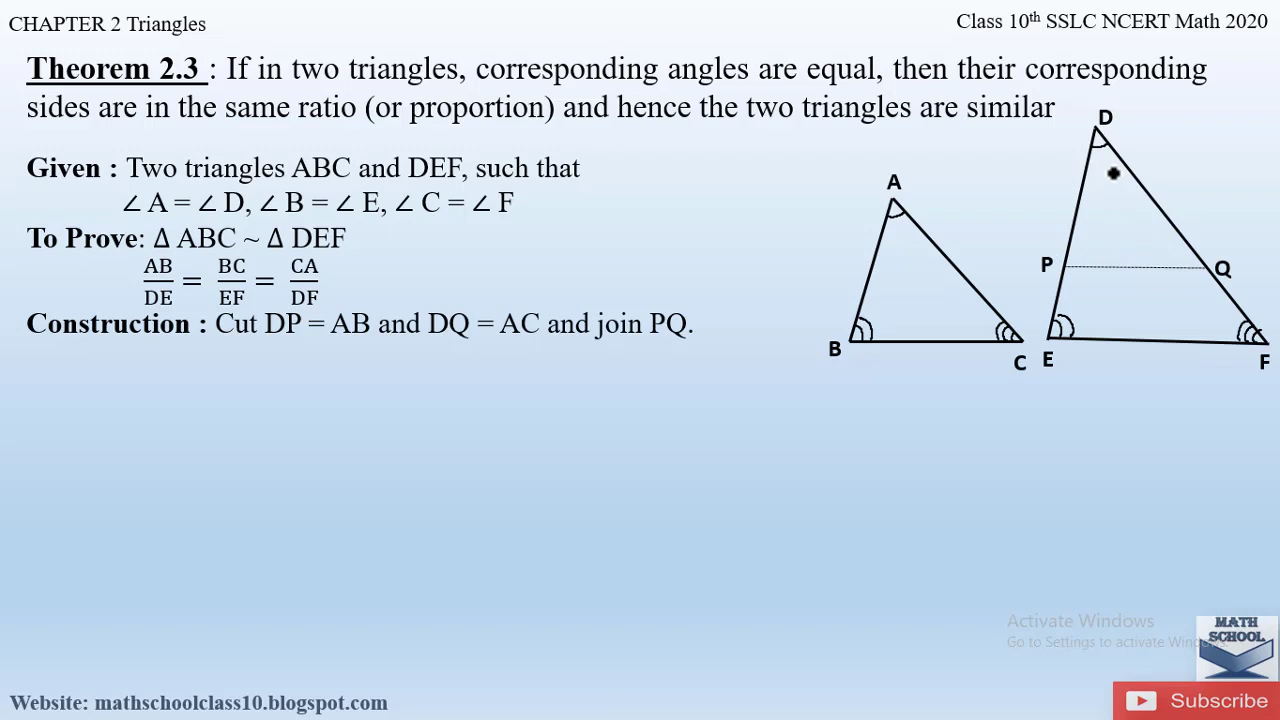 CHAPTER 2 Triangles
Class 10th SSLC NCERT Math 2020
Theorem 2.3 : If in two triangles, corresponding angles are equal, then their corresponding
sides are in the same ratio (or proportion) and hence the two triangles are similar
Given : Two triangles ABC and DEF, such that
∠ A = ∠ D, ∠ B = ∠ E, ∠ C = ∠ F
To Prove: Δ ABC ~ Δ DEF
AB/DE = BC/EF = CA/DF
Construction : Cut DP = AB and DQ = AC and join PQ.
D
A
P
Q
B
C
E
F
Activate Windows
Go to Settings to activate Windows.
MATH
SCHOOL
Website: mathschoolclass10.blogspot.com
Subscribe